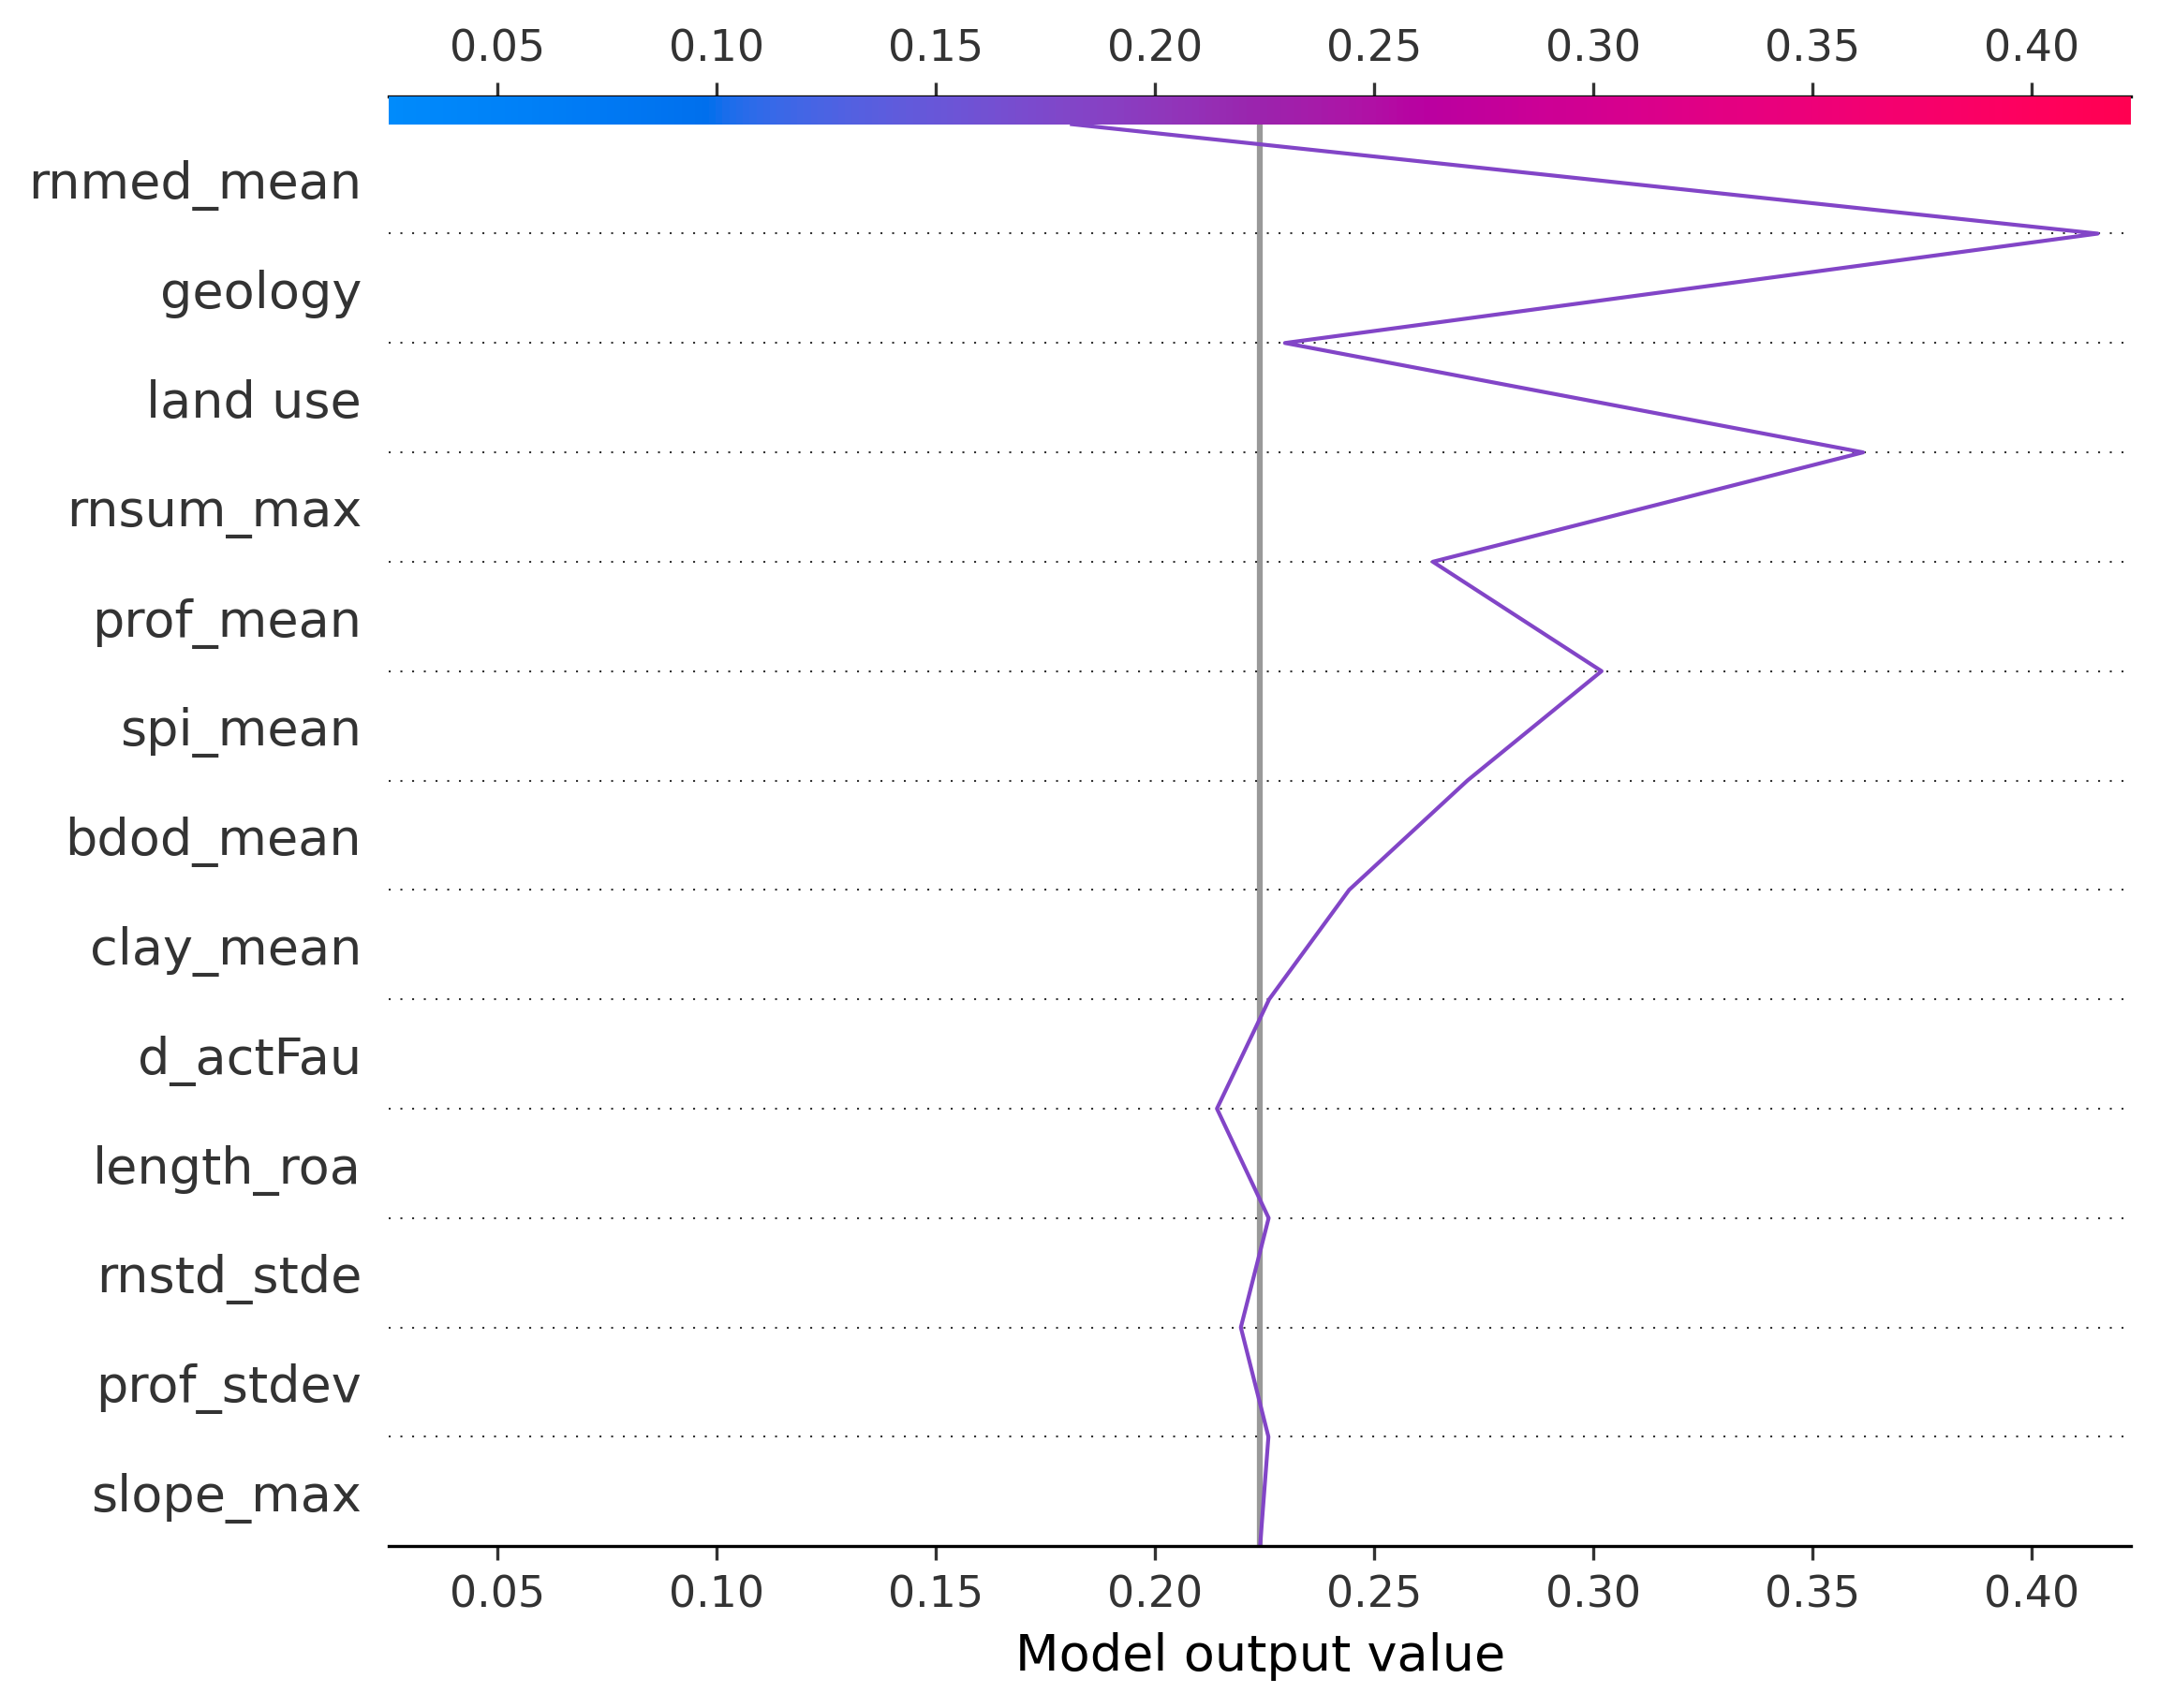 0.05 0.10 0.15 0.20 0.25 0.30 0.35 0.40
rnmed_mean
geology
land use
rnsum_max
prof_mean
spi_mean
bdod_mean
clay_mean
d_actFau
length_roa
rnstd_stde
prof_stdev
slope_max
0.05 0.10 0.15 0.20 0.25 0.30 0.35 0.40
Model output value